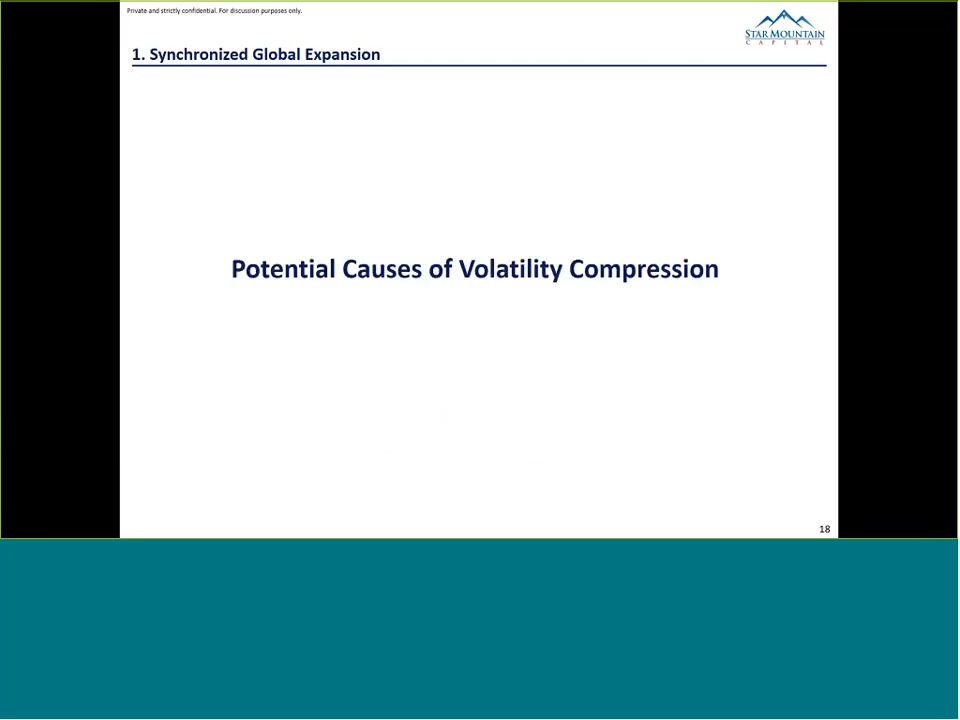 Private and strictly confidential. For discussion purposes only.
STAR MOUNTAIN
CAPITAL
1. Synchronized Global Expansion
Potential Causes of Volatility Compression
18